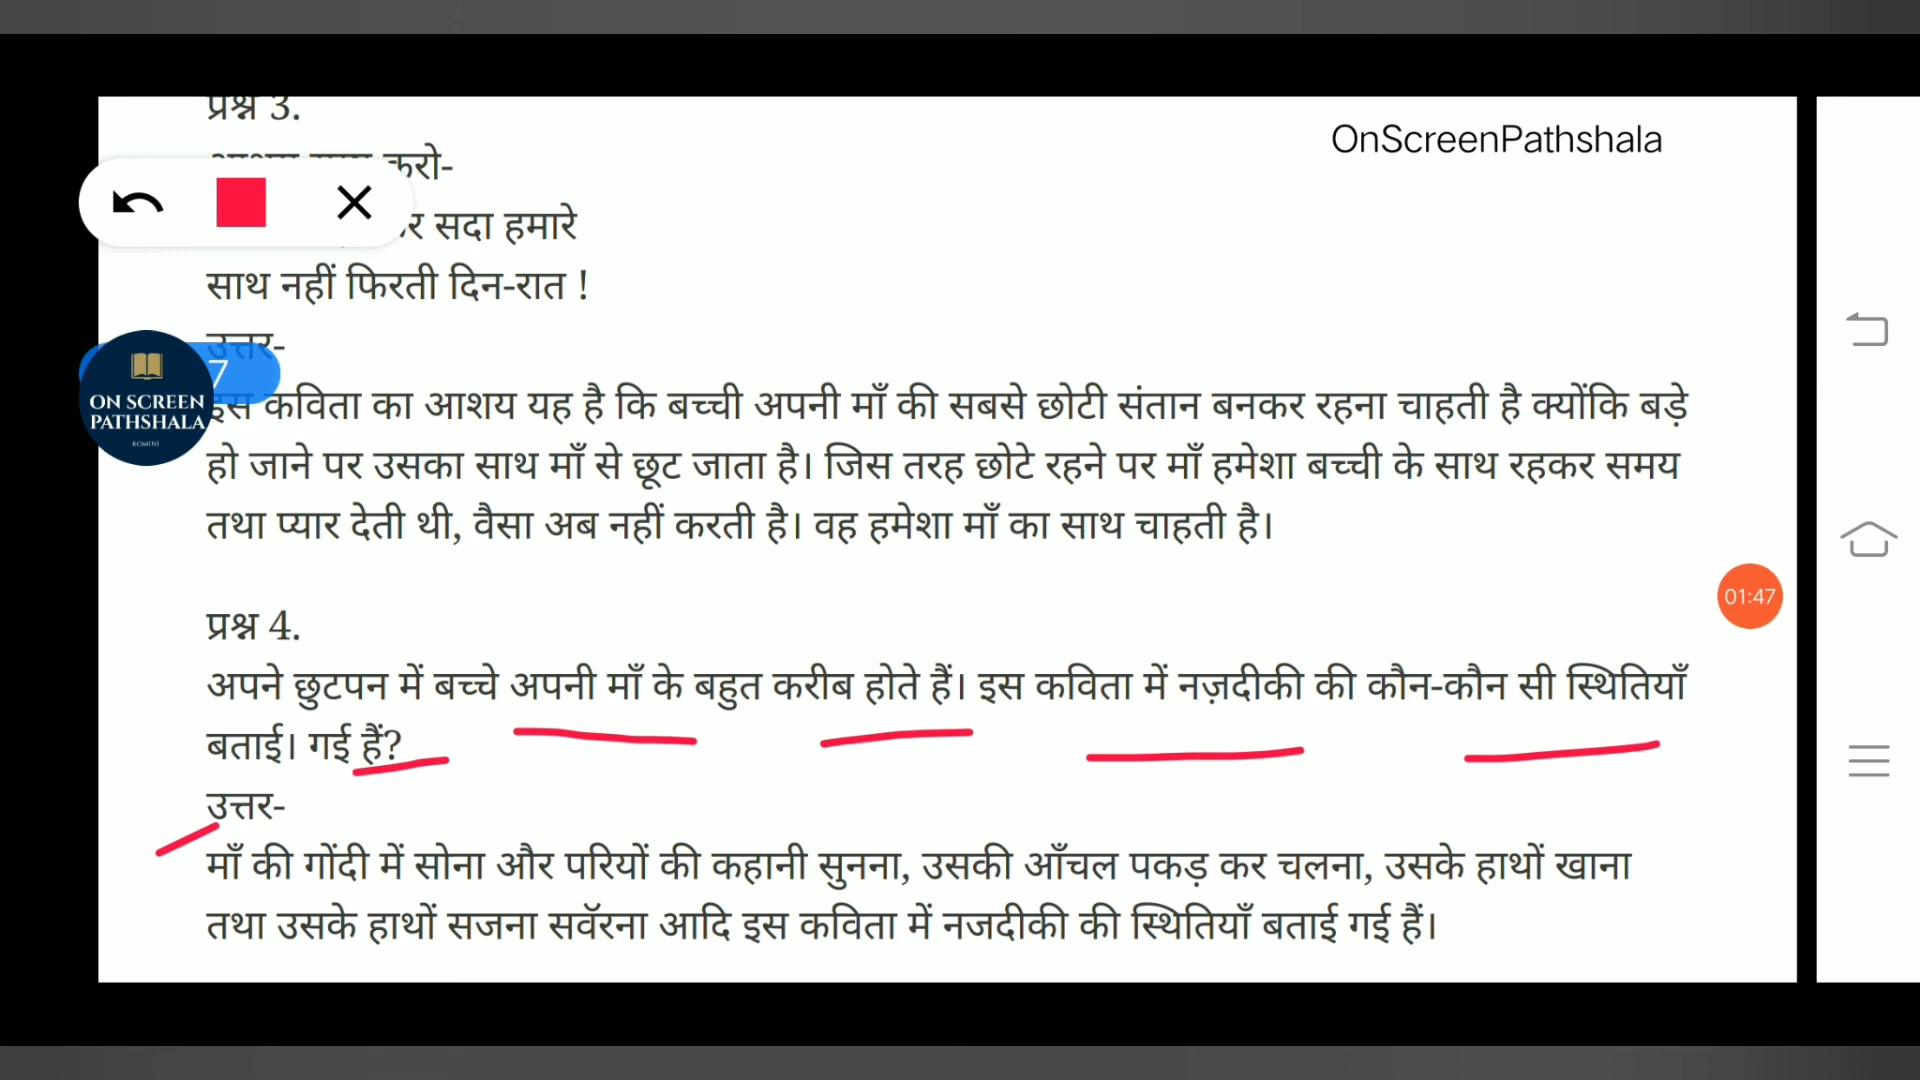 प्रश्न 3.
OnScreenPathshala
करो-
सदा हमारे
साथ नहीं फिरती दिन-रात !
उत्तर-
7
ON SCREEN
PATHSHALA
ROMINI
इस कविता का आशय यह है कि बच्ची अपनी माँ की सबसे छोटी संतान बनकर रहना चाहती है क्योंकि बड़े
हो जाने पर उसका साथ माँ से छूट जाता है। जिस तरह छोटे रहने पर माँ हमेशा बच्ची के साथ रहकर समय
तथा प्यार देती थी, वैसा अब नहीं करती है। वह हमेशा माँ का साथ चाहती है।
01:47
प्रश्न 4.
अपने छुटपन में बच्चे अपनी माँ के बहुत करीब होते हैं। इस कविता में नज़दीकी की कौन-कौन सी स्थितियाँ
बताई। गई हैं?
उत्तर-
माँ की गोंदी में सोना और परियों की कहानी सुनना, उसकी आँचल पकड़ कर चलना, उसके हाथों खाना
तथा उसके हाथों सजना सवॅरना आदि इस कविता में नजदीकी की स्थितियाँ बताई गई हैं।